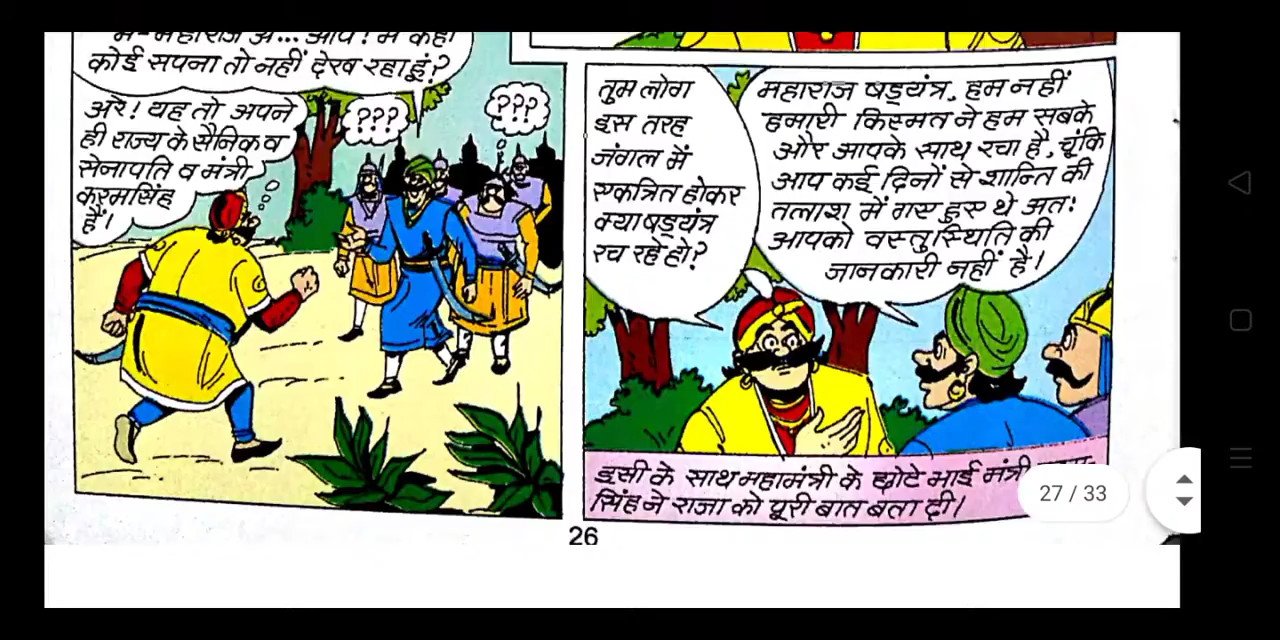 कोई सपना तो नहीं देख रहा हूं?
अरे! यह तो अपने
ही राज्य के सैनिक व
सेनापति व मंत्री
करमसिंह
हैं।
???
???
तुम लोग
इस तरह
जंगल में
एकत्रित होकर
क्या षड्यंत्र
रच रहे हो?
महाराज षड्यंत्र, हम नहीं
हमारी किस्मत ने हम सबके
और आपके साथ रचा है, चूंकि
आप कई दिनों से शान्ति की
तलाश में गए हुए थे अतः
आपको वस्तुस्थिति की
जानकारी नहीं है।
इसी के साथ महामंत्री के छोटे भाई मंत्री
सिंह ने राजा को पूरी बात बता दी।
27 / 33
26